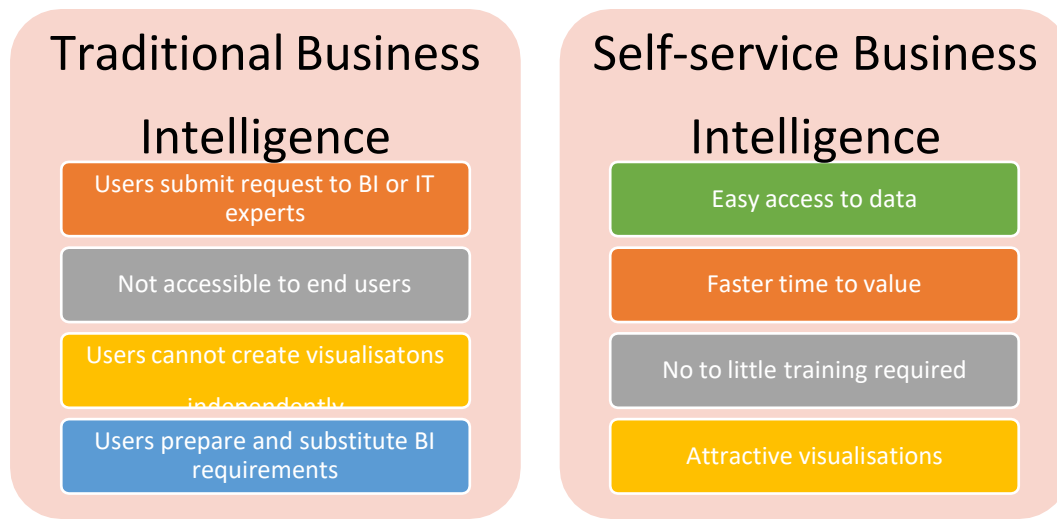 Traditional Business
Intelligence
Users submit request to BI or IT
experts
Not accessible to end users
Users cannot create visualisatons
independently
Users prepare and substitute BI
requirements
Self-service Business
Intelligence
Easy access to data
Faster time to value
No to little training required
Attractive visualisations